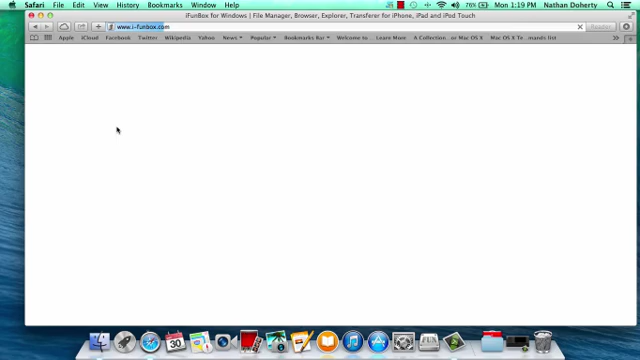 Safari File Edit View History Bookmarks Window Help 76% Mon 1:19 PM Nathan Doherty
iFunBox for Windows | File Manager, Browser, Explorer, Transferer for iPhone, iPad and iPod Touch
www.i-funbox.com Reader
Apple iCloud Facebook Twitter Wikipedia Yahoo News Popular Bookmarks Bar Welcome to... Learn More A Collection...or Mac OS X Mac OS X Te...mands list
30 FUN